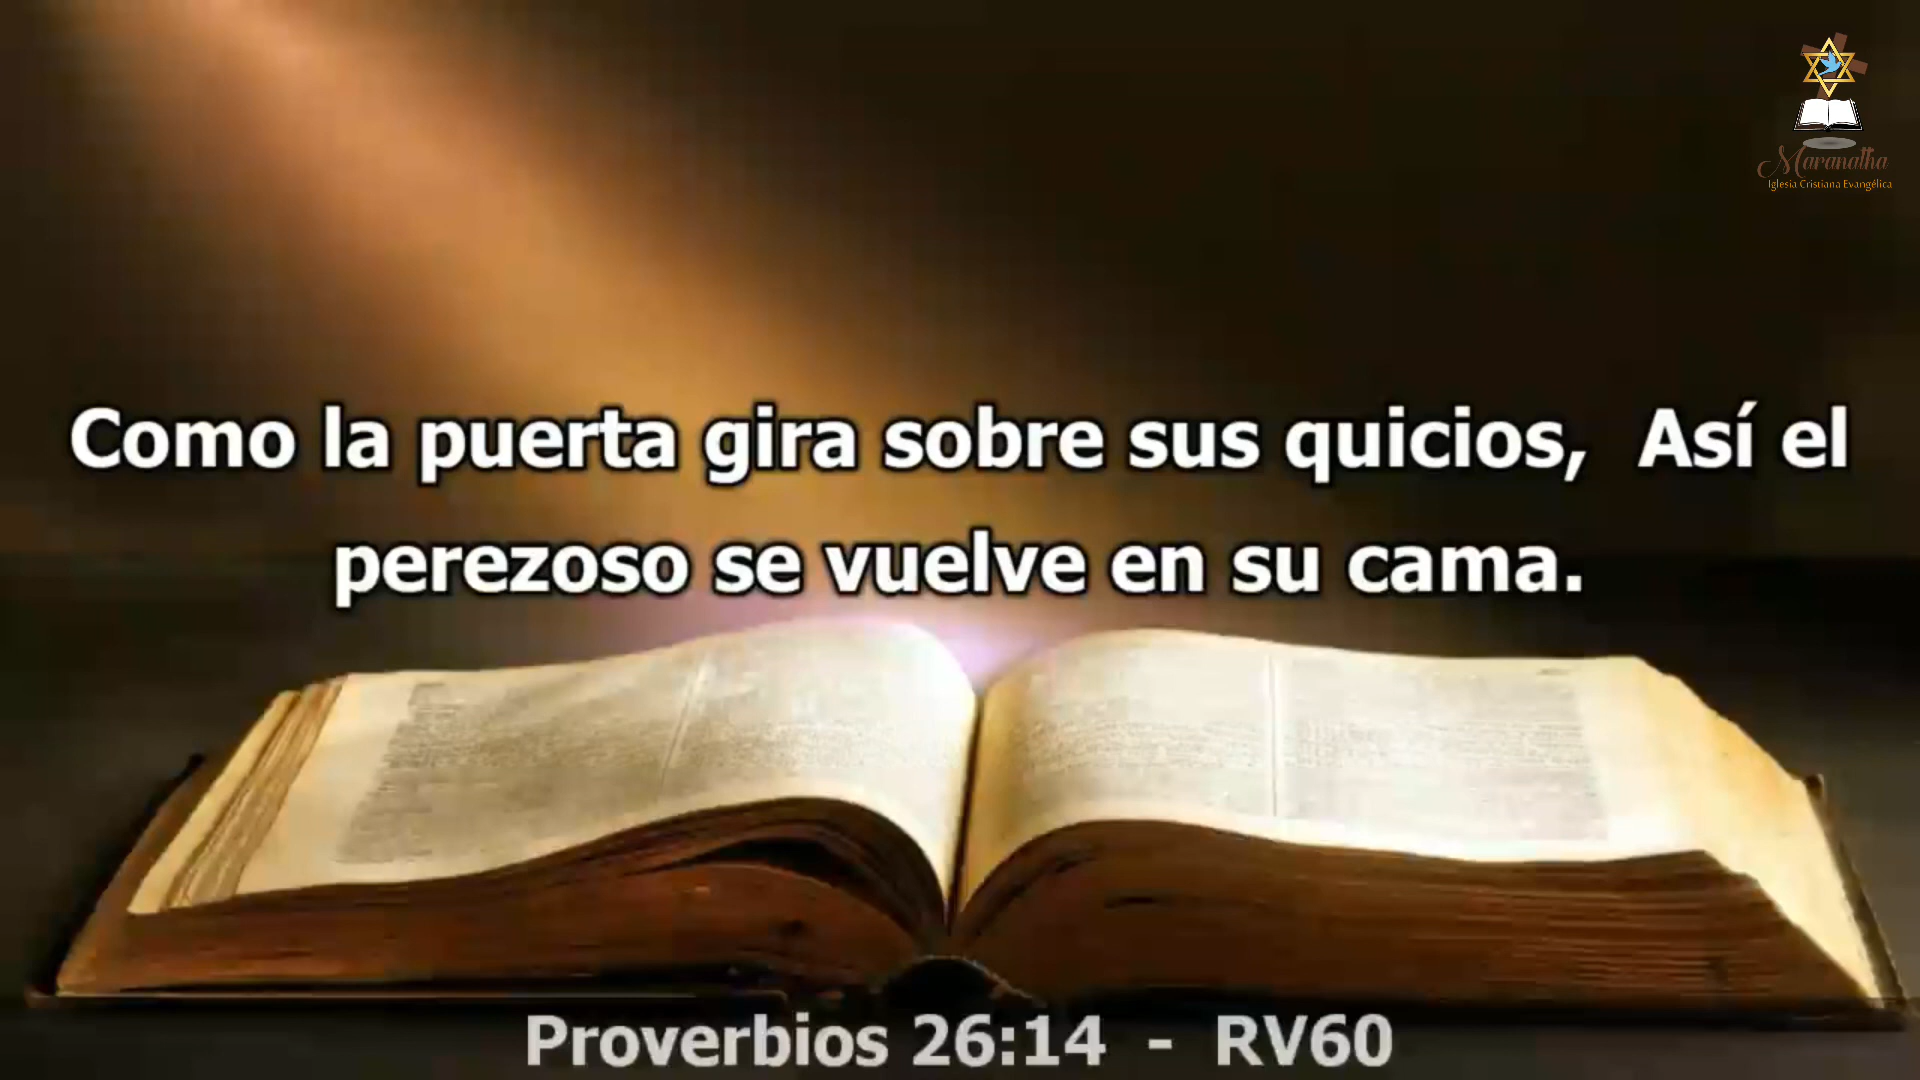 Maranatha
Iglesia Cristiana Evangélica
Como la puerta gira sobre sus quicios,  Así el
perezoso se vuelve en su cama.
Proverbios 26:14  -  RV60